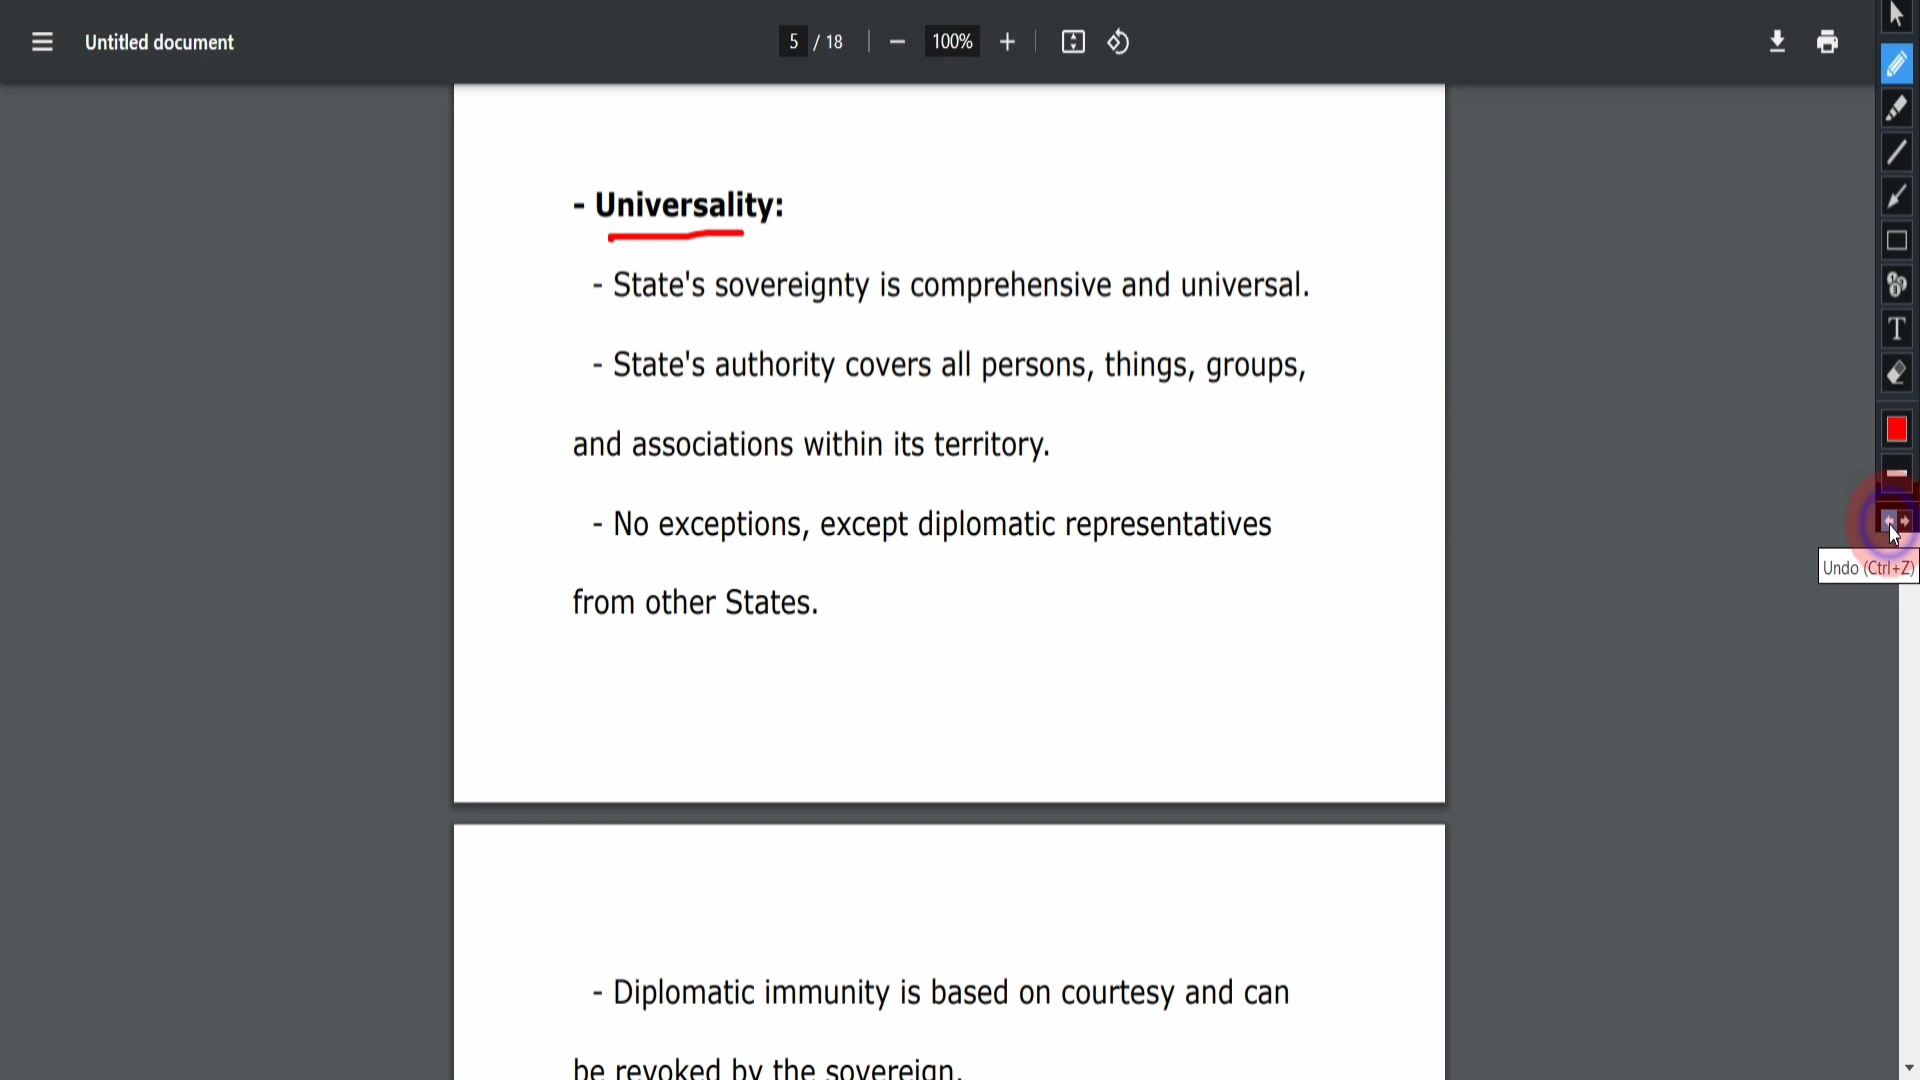 Untitled document
5 / 18
100%
- Universality:
- State's sovereignty is comprehensive and universal.
- State's authority covers all persons, things, groups,
and associations within its territory.
- No exceptions, except diplomatic representatives
from other States.
T
Undo (Ctrl+Z)
- Diplomatic immunity is based on courtesy and can
be revoked by the sovereign.